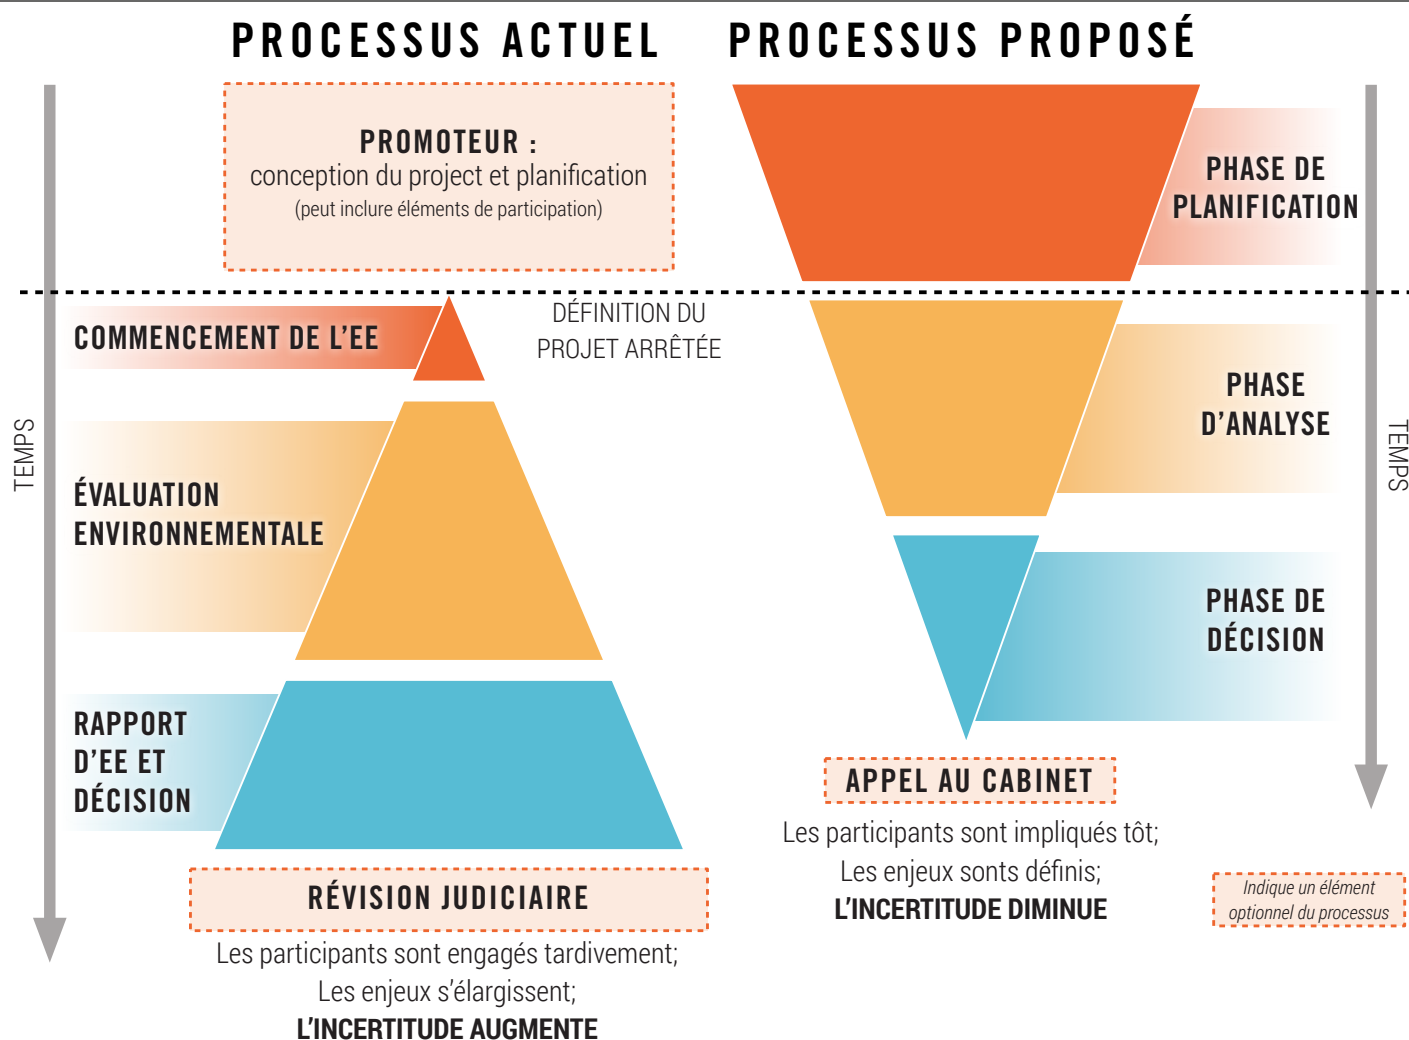 PROCESSUS ACTUEL
PROMOTEUR :
conception du project et planification
(peut inclure éléments de participation)
COMMENCEMENT DE L'EE
DÉFINITION DU
PROJET ARRÊTÉE
TEMPS
ÉVALUATION
ENVIRONNEMENTALE
RAPPORT
D'EE ET
DÉCISION
RÉVISION JUDICIAIRE
Les participants sont engagés tardivement;
Les enjeux s'élargissent;
L'INCERTITUDE AUGMENTE
PROCESSUS PROPOSÉ
PHASE DE
PLANIFICATION
PHASE
D'ANALYSE
TEMPS
PHASE DE
DÉCISION
APPEL AU CABINET
Les participants sont impliqués tôt;
Les enjeux sonts définis;
L'INCERTITUDE DIMINUE
Indique un élément
optionnel du processus